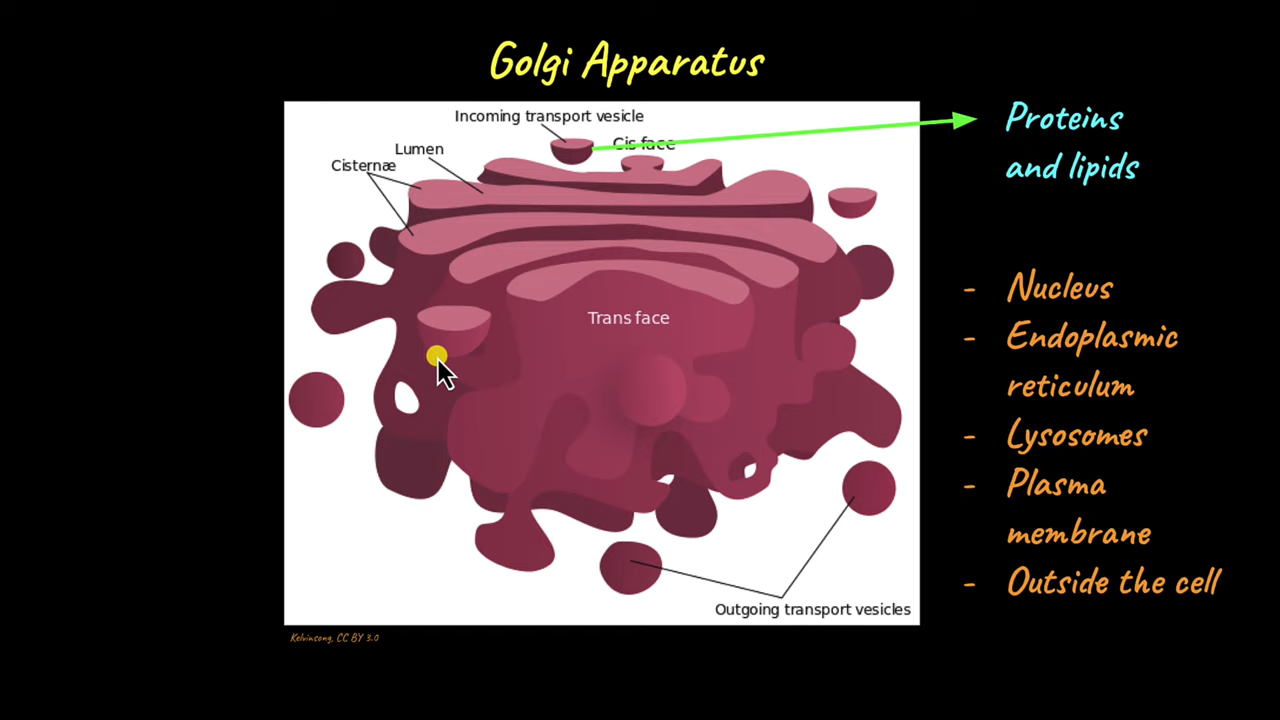 Golgi Apparatus
Incoming transport vesicle
Cis face
Lumen
Cisternæ
Trans face
Outgoing transport vesicles
Kelvinsong, CC BY 3.0
Proteins
and lipids
- Nucleus
- Endoplasmic
reticulum
- Lysosomes
- Plasma
membrane
- Outside the cell